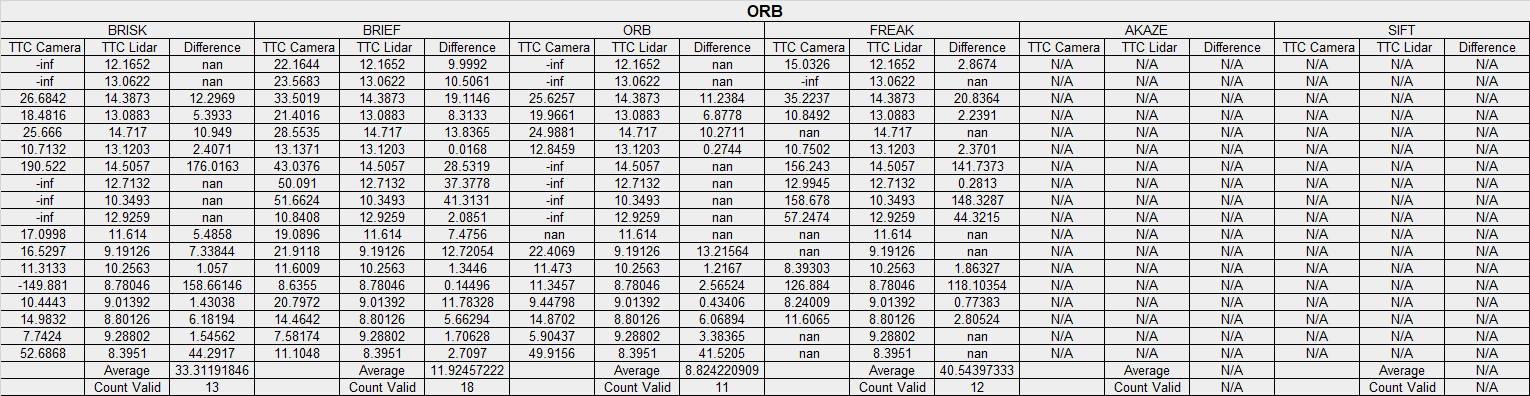 ORB
BRISK BRIEF ORB FREAK AKAZE SIFT
TTC Camera TTC Lidar Difference TTC Camera TTC Lidar Difference TTC Camera TTC Lidar Difference TTC Camera TTC Lidar Difference TTC Camera TTC Lidar Difference TTC Camera TTC Lidar Difference
-inf 12.1652 nan 22.1644 12.1652 9.9992 -inf 12.1652 nan 15.0326 12.1652 2.8674 N/A N/A N/A N/A N/A N/A
-inf 13.0622 nan 23.5683 13.0622 10.5061 -inf 13.0622 nan -inf 13.0622 nan N/A N/A N/A N/A N/A N/A
26.6842 14.3873 12.2969 33.5019 14.3873 19.1146 25.6257 14.3873 11.2384 35.2237 14.3873 20.8364 N/A N/A N/A N/A N/A N/A
18.4816 13.0883 5.3933 21.4016 13.0883 8.3133 19.9661 13.0883 6.8778 10.8492 13.0883 2.2391 N/A N/A N/A N/A N/A N/A
25.666 14.717 10.949 28.5535 14.717 13.8365 24.9881 14.717 10.2711 nan 14.717 nan N/A N/A N/A N/A N/A N/A
10.7132 13.1203 2.4071 13.1371 13.1203 0.0168 12.8459 13.1203 0.2744 10.7502 13.1203 2.3701 N/A N/A N/A N/A N/A N/A
190.522 14.5057 176.0163 43.0376 14.5057 28.5319 -inf 14.5057 nan 156.243 14.5057 141.7373 N/A N/A N/A N/A N/A N/A
-inf 12.7132 nan 50.091 12.7132 37.3778 -inf 12.7132 nan 12.9945 12.7132 0.2813 N/A N/A N/A N/A N/A N/A
-inf 10.3493 nan 51.6624 10.3493 41.3131 -inf 10.3493 nan 158.678 10.3493 148.3287 N/A N/A N/A N/A N/A N/A
-inf 12.9259 nan 10.8408 12.9259 2.0851 -inf 12.9259 nan 57.2474 12.9259 44.3215 N/A N/A N/A N/A N/A N/A
17.0998 11.614 5.4858 19.0896 11.614 7.4756 nan 11.614 nan nan 11.614 nan N/A N/A N/A N/A N/A N/A
16.5297 9.19126 7.33844 21.9118 9.19126 12.72054 22.4069 9.19126 13.21564 nan 9.19126 nan N/A N/A N/A N/A N/A N/A
11.3133 10.2563 1.057 11.6009 10.2563 1.3446 11.473 10.2563 1.2167 8.39303 10.2563 1.86327 N/A N/A N/A N/A N/A N/A
-149.881 8.78046 158.66146 8.6355 8.78046 0.14496 11.3457 8.78046 2.56524 126.884 8.78046 118.10354 N/A N/A N/A N/A N/A N/A
10.4443 9.01392 1.43038 20.7972 9.01392 11.78328 9.44798 9.01392 0.43406 8.24009 9.01392 0.77383 N/A N/A N/A N/A N/A N/A
14.9832 8.80126 6.18194 14.4642 8.80126 5.66294 14.8702 8.80126 6.06894 11.6065 8.80126 2.80524 N/A N/A N/A N/A N/A N/A
7.7424 9.28802 1.54562 7.58174 9.28802 1.70628 5.90437 9.28802 3.38365 nan 9.28802 nan N/A N/A N/A N/A N/A N/A
52.6868 8.3951 44.2917 11.1048 8.3951 2.7097 49.9156 8.3951 41.5205 nan 8.3951 nan N/A N/A N/A N/A N/A N/A
Average 33.31191846 Average 11.92457222 Average 8.824220909 Average 40.54397333 Average N/A Average N/A
Count Valid 13 Count Valid 18 Count Valid 11 Count Valid 12 Count Valid N/A Count Valid N/A